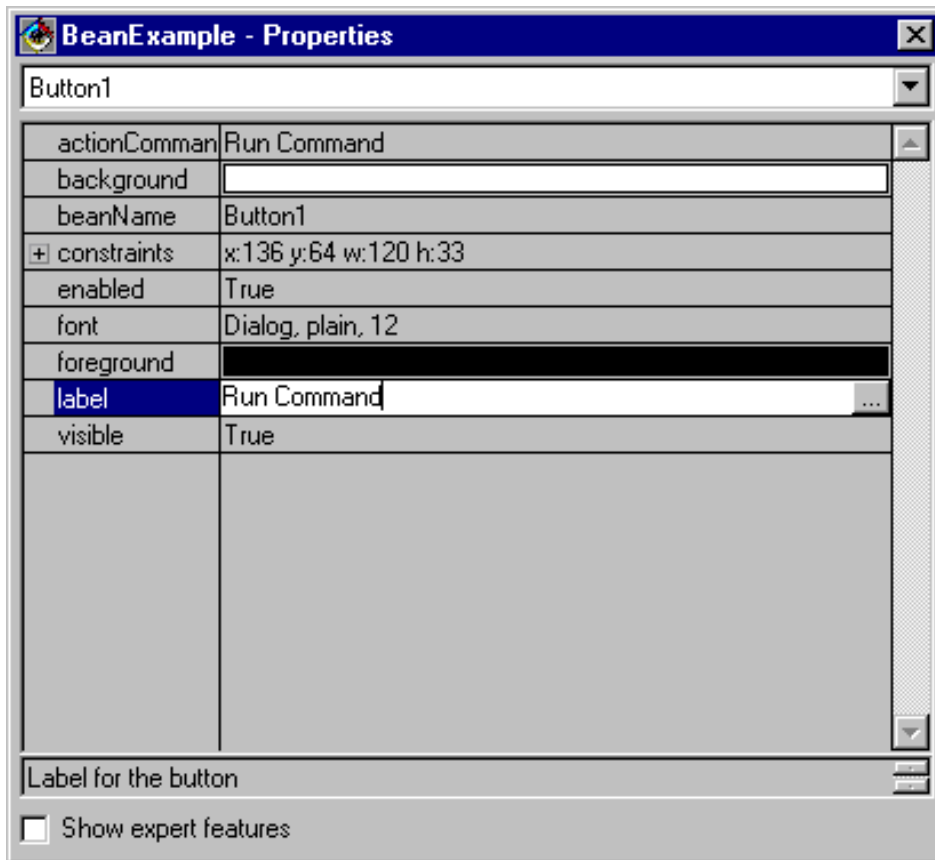 BeanExample - Properties
Button1
actionComman Run Command
background
beanName Button1
constraints x:136 y:64 w:120 h:33
enabled True
font Dialog, plain, 12
foreground
label Run Command ...
visible True
Label for the button
Show expert features